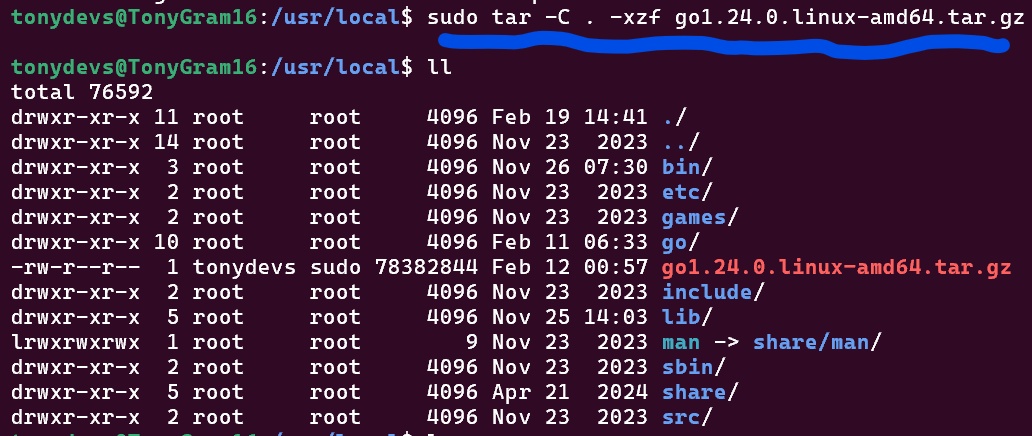 tonydevs@TonyGram16:/usr/local$ sudo tar -C . -xzf go1.24.0.linux-amd64.tar.gz
tonydevs@TonyGram16:/usr/local$ ll
total 76592
drwxr-xr-x 11 root     root     4096 Feb 19 14:41 ./
drwxr-xr-x 14 root     root     4096 Nov 23  2023 ../
drwxr-xr-x  3 root     root     4096 Nov 26 07:30 bin/
drwxr-xr-x  2 root     root     4096 Nov 23  2023 etc/
drwxr-xr-x  2 root     root     4096 Nov 23  2023 games/
drwxr-xr-x 10 root     root     4096 Feb 11 06:33 go/
-rw-r--r--  1 tonydevs sudo 78382844 Feb 12 00:57 go1.24.0.linux-amd64.tar.gz
drwxr-xr-x  2 root     root     4096 Nov 23  2023 include/
drwxr-xr-x  5 root     root     4096 Nov 25 14:03 lib/
lrwxrwxrwx  1 root     root        9 Nov 23  2023 man -> share/man/
drwxr-xr-x  2 root     root     4096 Nov 23  2023 sbin/
drwxr-xr-x  5 root     root     4096 Apr 21  2024 share/
drwxr-xr-x  2 root     root     4096 Nov 23  2023 src/